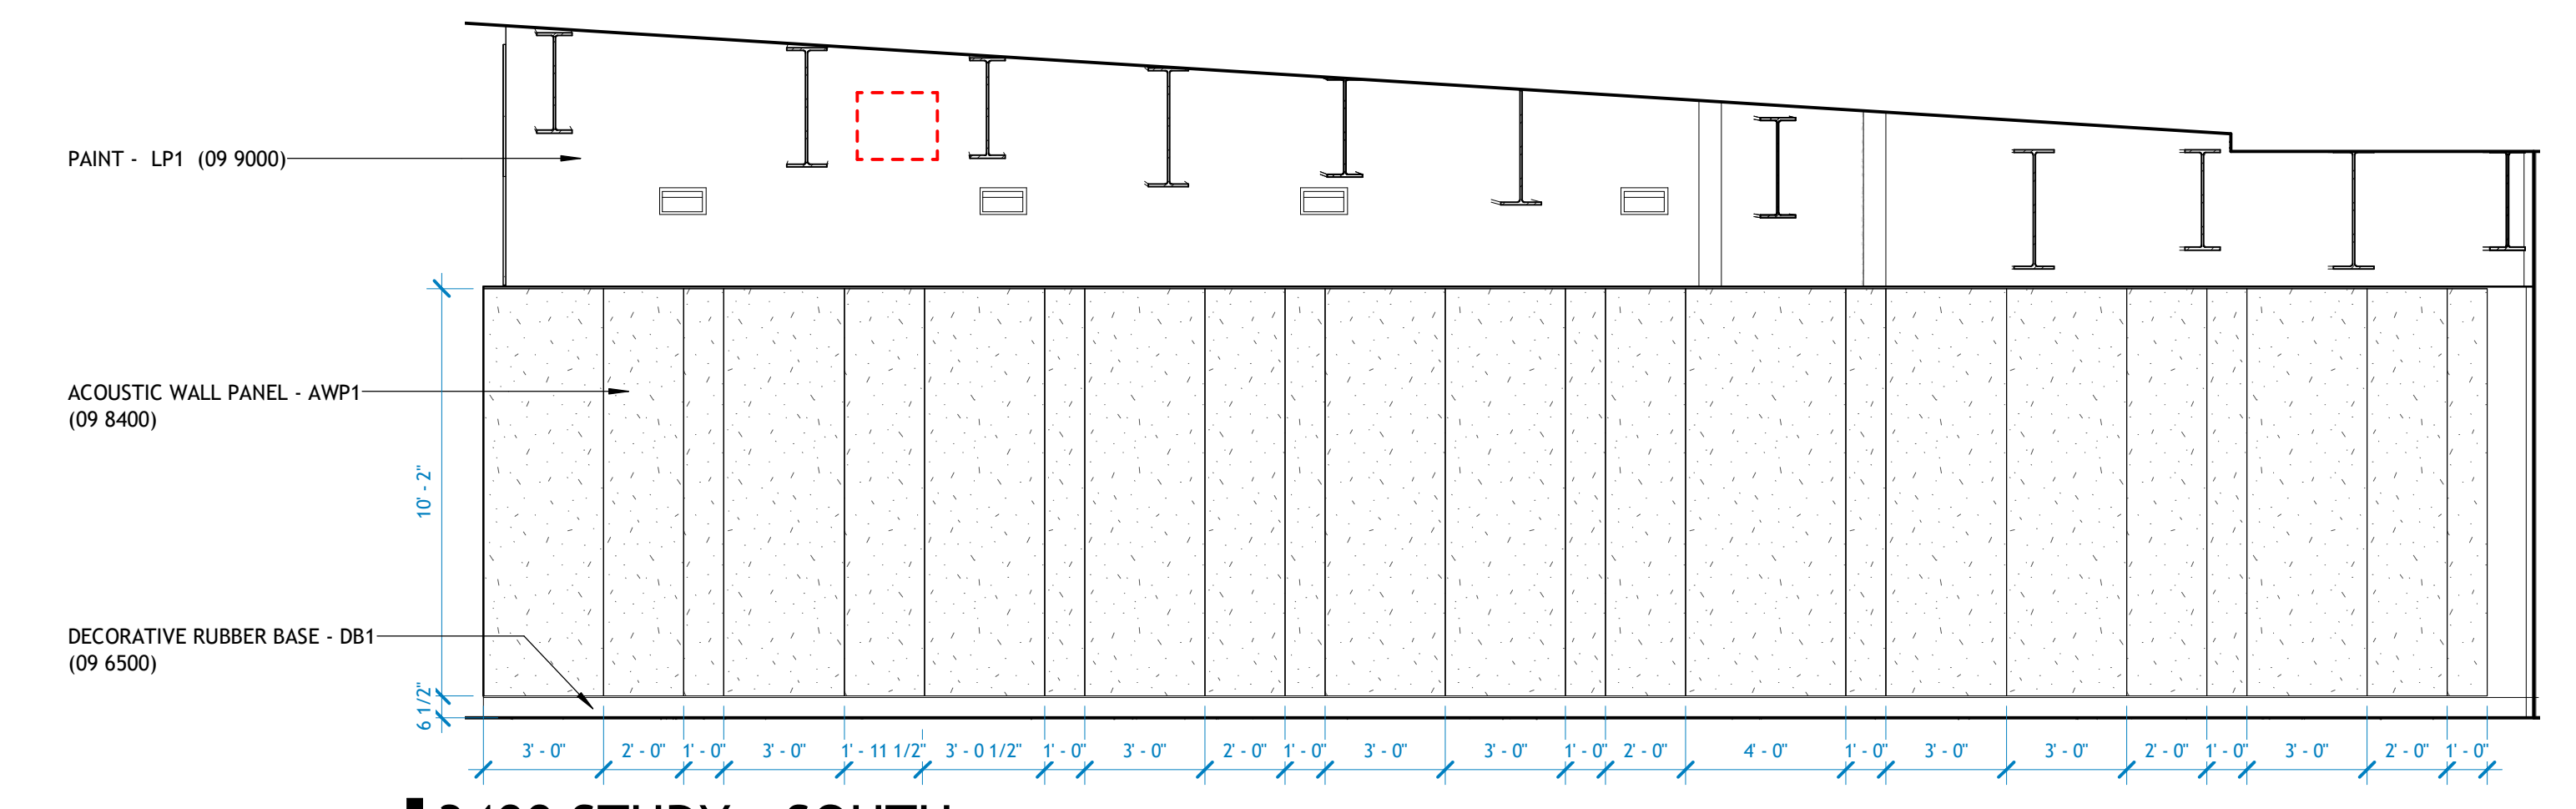 PAINT - LP1 (09 9000)
ACOUSTIC WALL PANEL - AWP1
(09 8400)
10' - 2"
DECORATIVE RUBBER BASE - DB1
(09 6500)
6 1/2"
3' - 0" 2' - 0" 1' - 0" 3' - 0" 1' - 11 1/2" 3' - 0 1/2" 1' - 0" 3' - 0" 2' - 0" 1' - 0" 3' - 0" 3' - 0" 1' - 0" 2' - 0" 4' - 0" 1' - 0" 3' - 0" 3' - 0" 2' - 0" 1' - 0" 3' - 0" 2' - 0" 1' - 0"
STUDY - SOUTH